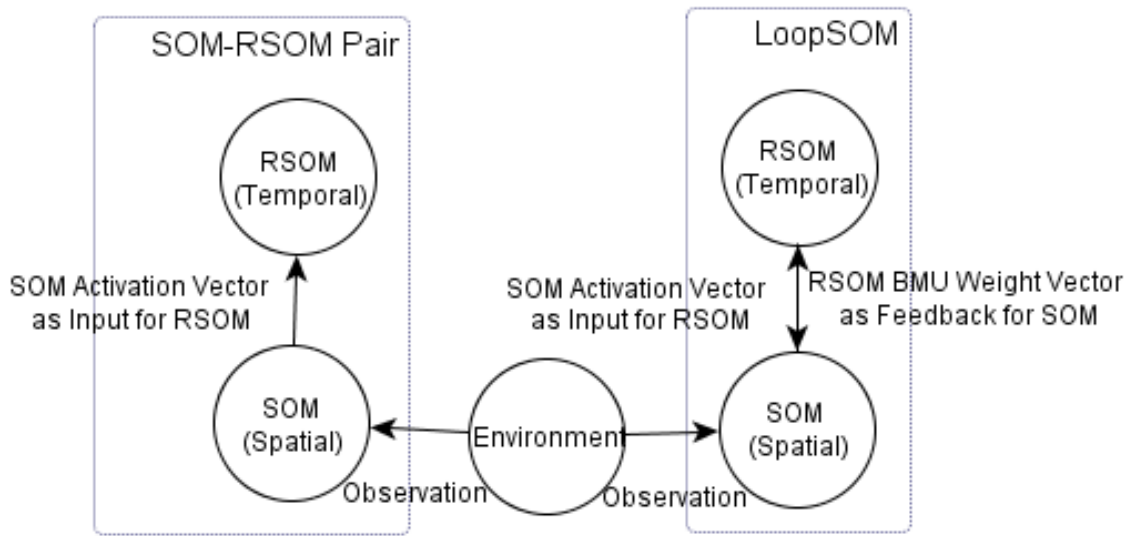 SOM-RSOM Pair
RSOM
(Temporal)
SOM Activation Vector
as Input for RSOM
SOM
(Spatial)
Observation
Environment
LoopSOM
RSOM
(Temporal)
SOM Activation Vector
as Input for RSOM
RSOM BMU Weight Vector
as Feedback for SOM
SOM
(Spatial)
Observation